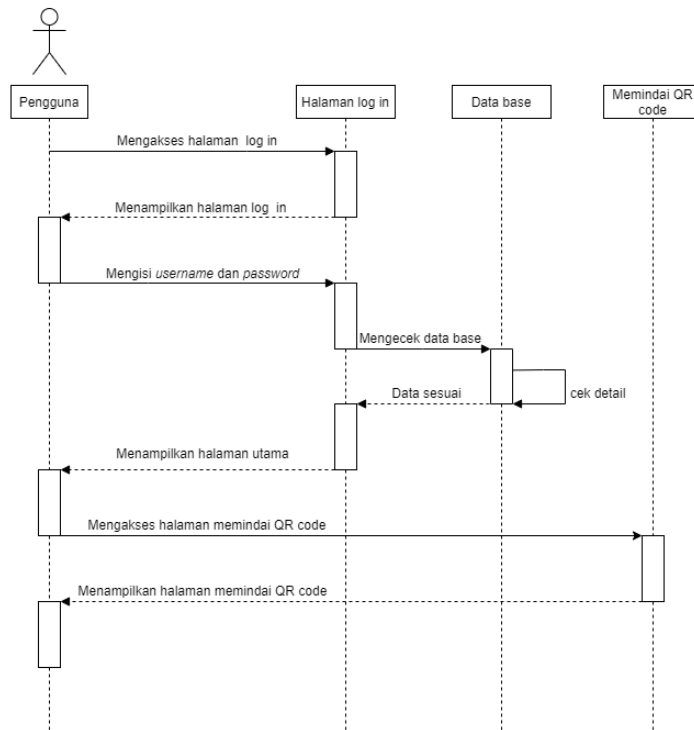 Pengguna
Halaman log in
Data base
Memindai QR
code
Mengakses halaman log in
Menampilkan halaman log in
Mengisi username dan password
Mengecek data base
cek detail
Data sesuai
Menampilkan halaman utama
Mengakses halaman memindai QR code
Menampilkan halaman memindai QR code